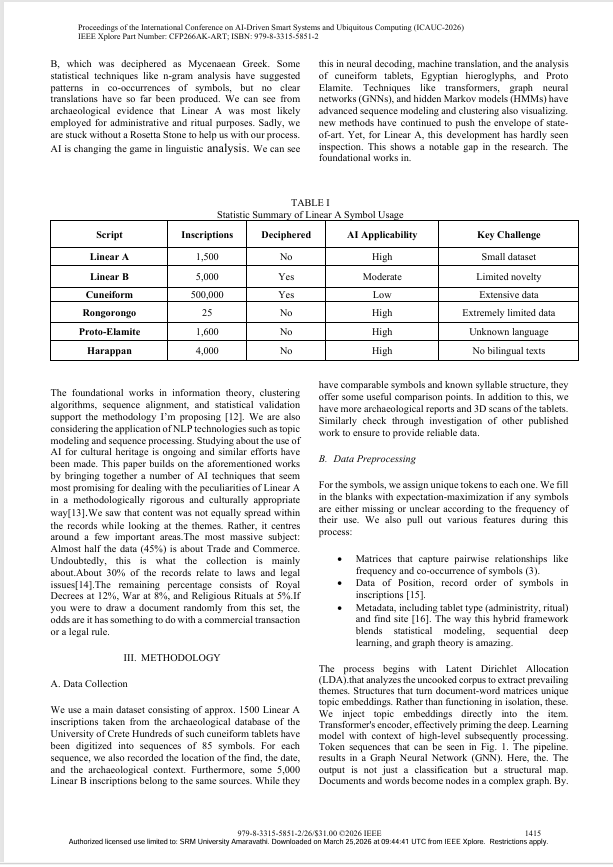 Proceedings of the International Conference on AI-Driven Smart Systems and Ubiquitous Computing (ICAUC-2026)
IEEE Xplore Part Number: CFP266AK-ART; ISBN: 979-8-3315-5851-2
B, which was deciphered as Mycenaean Greek. Some
statistical techniques like n-gram analysis have suggested
patterns in co-occurrences of symbols, but no clear
translations have so far been produced. We can see from
archaeological evidence that Linear A was most likely
employed for administrative and ritual purposes. Sadly, we
are stuck without a Rosetta Stone to help us with our process.
AI is changing the game in linguistic analysis. We can see
this in neural decoding, machine translation, and the analysis
of cuneiform tablets, Egyptian hieroglyphs, and Proto
Elamite. Techniques like transformers, graph neural
networks (GNNs), and hidden Markov models (HMMs) have
advanced sequence modeling and clustering also visualizing.
new methods have continued to push the envelope of state-
of-art. Yet, for Linear A, this development has hardly seen
inspection. This shows a notable gap in the research. The
foundational works in.
TABLE I
Statistic Summary of Linear A Symbol Usage
Script Inscriptions Deciphered AI Applicability Key Challenge
Linear A 1,500 No High Small dataset
Linear B 5,000 Yes Moderate Limited novelty
Cuneiform 500,000 Yes Low Extensive data
Rongorongo 25 No High Extremely limited data
Proto-Elamite 1,600 No High Unknown language
Harappan 4,000 No High No bilingual texts
The foundational works in information theory, clustering
algorithms, sequence alignment, and statistical validation
support the methodology I'm proposing [12]. We are also
considering the application of NLP technologies such as topic
modeling and sequence processing. Studying about the use of
AI for cultural heritage is ongoing and similar efforts have
been made. This paper builds on the aforementioned works
by bringing together a number of AI techniques that seem
most promising for dealing with the peculiarities of Linear A
in a methodologically rigorous and culturally appropriate
way[13].We saw that content was not equally spread within
the records while looking at the themes. Rather, it centres
around a few important areas.The most massive subject:
Almost half the data (45%) is about Trade and Commerce.
Undoubtedly, this is what the collection is mainly
about.About 30% of the records relate to laws and legal
issues[14].The remaining percentage consists of Royal
Decrees at 12%, War at 8%, and Religious Rituals at 5%.If
you were to draw a document randomly from this set, the
odds are it has something to do with a commercial transaction
or a legal rule.
III. METHODOLOGY
A. Data Collection
We use a main dataset consisting of approx. 1500 Linear A
inscriptions taken from the archaeological database of the
University of Crete Hundreds of such cuneiform tablets have
been digitized into sequences of 85 symbols. For each
sequence, we also recorded the location of the find, the date,
and the archaeological context. Furthermore, some 5,000
Linear B inscriptions belong to the same sources. While they
have comparable symbols and known syllable structure, they
offer some useful comparison points. In addition to this, we
have more archaeological reports and 3D scans of the tablets.
Similarly check through investigation of other published
work to ensure to provide reliable data.
B. Data Preprocessing
For the symbols, we assign unique tokens to each one. We fill
in the blanks with expectation-maximization if any symbols
are either missing or unclear according to the frequency of
their use. We also pull out various features during this
process:
• Matrices that capture pairwise relationships like
frequency and co-occurrence of symbols (3).
• Data of Position, record order of symbols in
inscriptions [15].
• Metadata, including tablet type (administrity, ritual)
and find site [16]. The way this hybrid framework
blends statistical modeling, sequential deep
learning, and graph theory is amazing.
The process begins with Latent Dirichlet Allocation
(LDA).that analyzes the uncooked corpus to extract prevailing
themes. Structures that turn document-word matrices unique
topic embeddings. Rather than functioning in isolation, these.
We inject topic embeddings directly into the item.
Transformer's encoder, effectively priming the deep. Learning
model with context of high-level subsequently processing.
Token sequences that can be seen in Fig. 1. The pipeline.
results in a Graph Neural Network (GNN). Here, the. The
output is not just a classification but a structural map.
Documents and words become nodes in a complex graph. By.
979-8-3315-5851-2/26/$31.00 ©2026 IEEE 1415
Authorized licensed use limited to: SRM University Amaravathi. Downloaded on March 25,2026 at 09:44:41 UTC from IEEE Xplore. Restrictions apply.